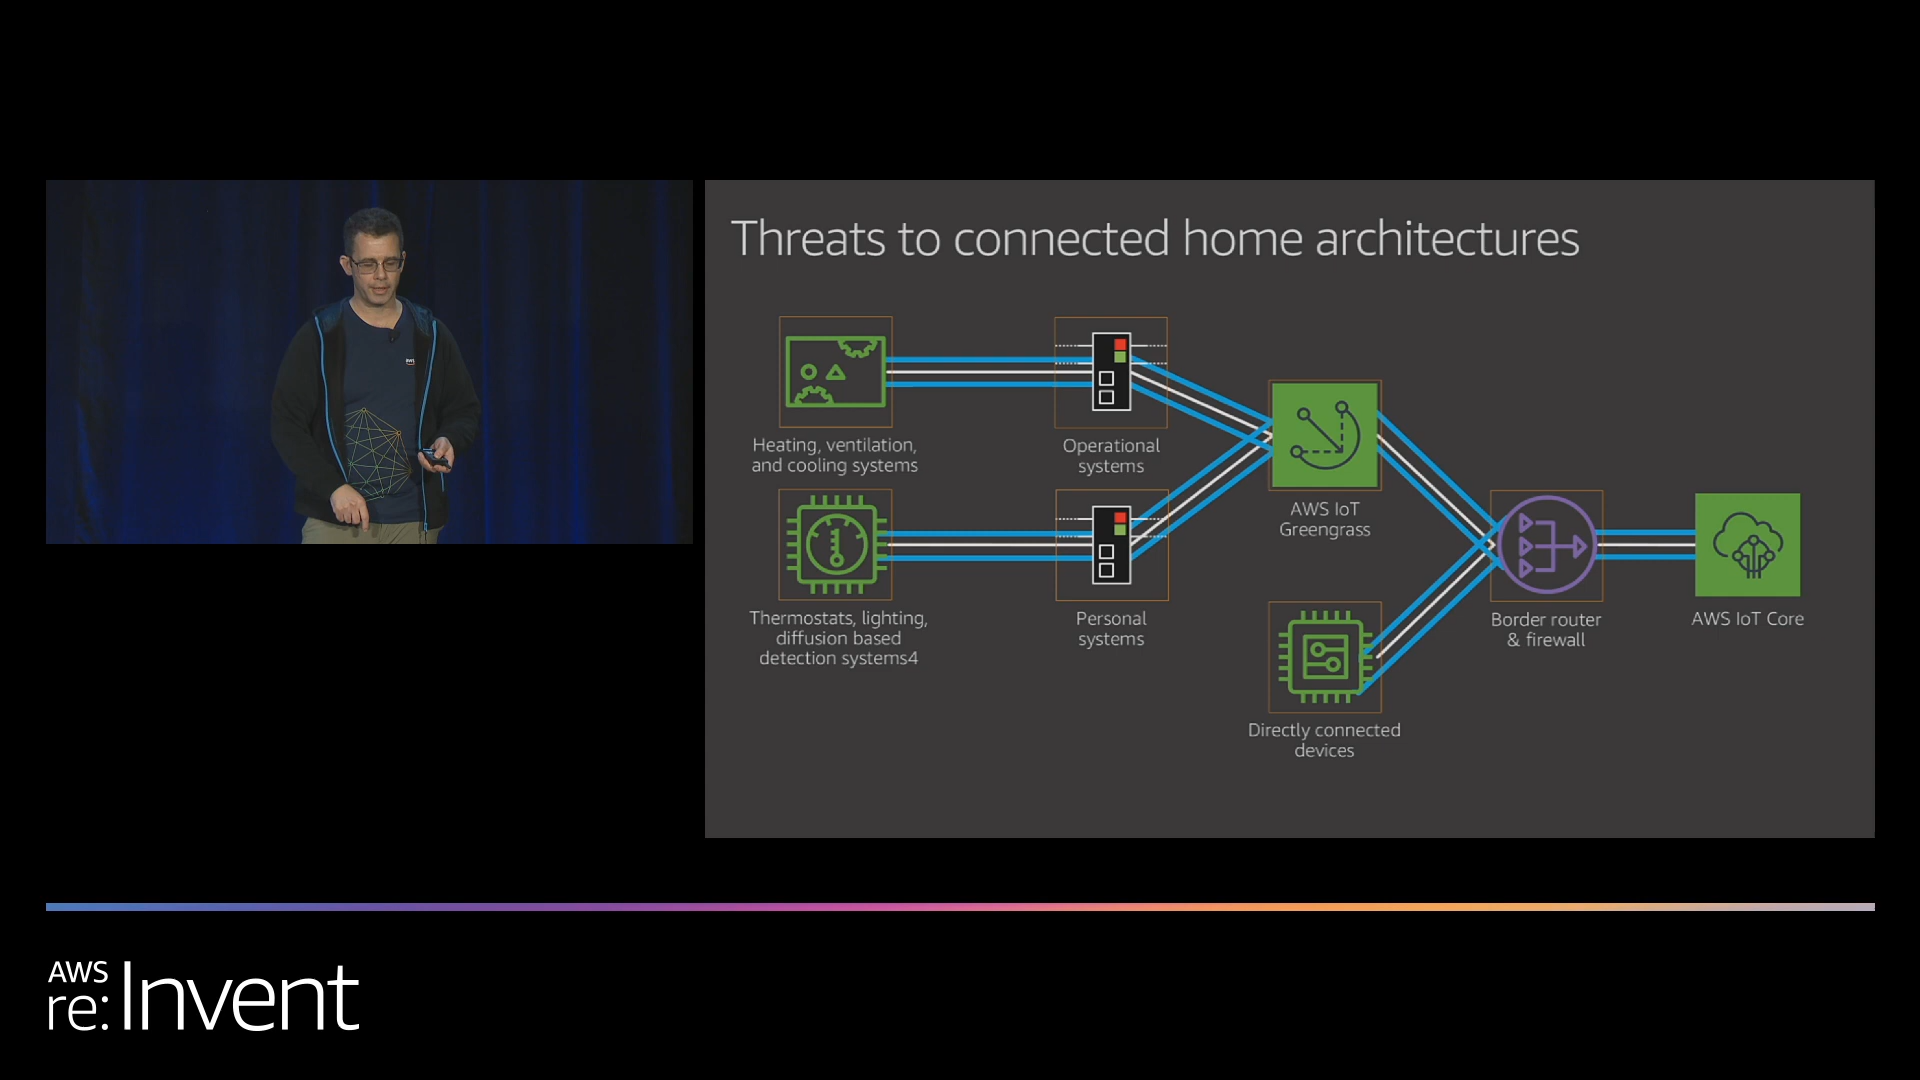 Threats to connected home architectures
Heating, ventilation,
and cooling systems
Operational
systems
AWS IoT
Greengrass
Thermostats, lighting,
diffusion based
detection systems4
Personal
systems
Border router
& firewall
AWS IoT Core
Directly connected
devices
aws
AWS
re:Invent